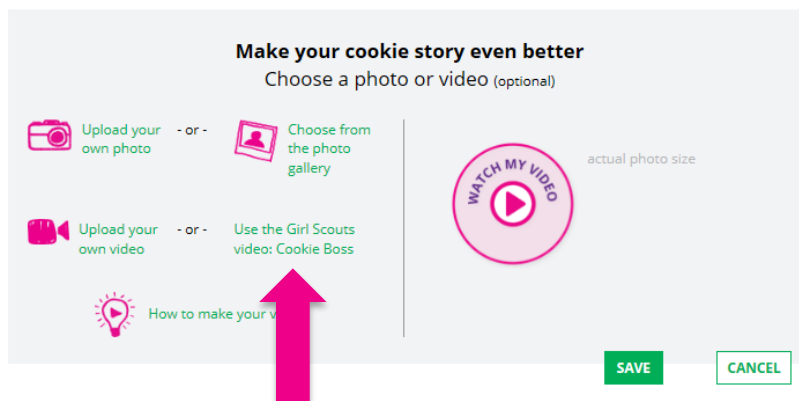 Make your cookie story even better
Choose a photo or video (optional)
Upload your own photo
- or -
Choose from the photo gallery
WATCH MY VIDEO
actual photo size
Upload your own video
- or -
Use the Girl Scouts video: Cookie Boss
How to make your
SAVE
CANCEL